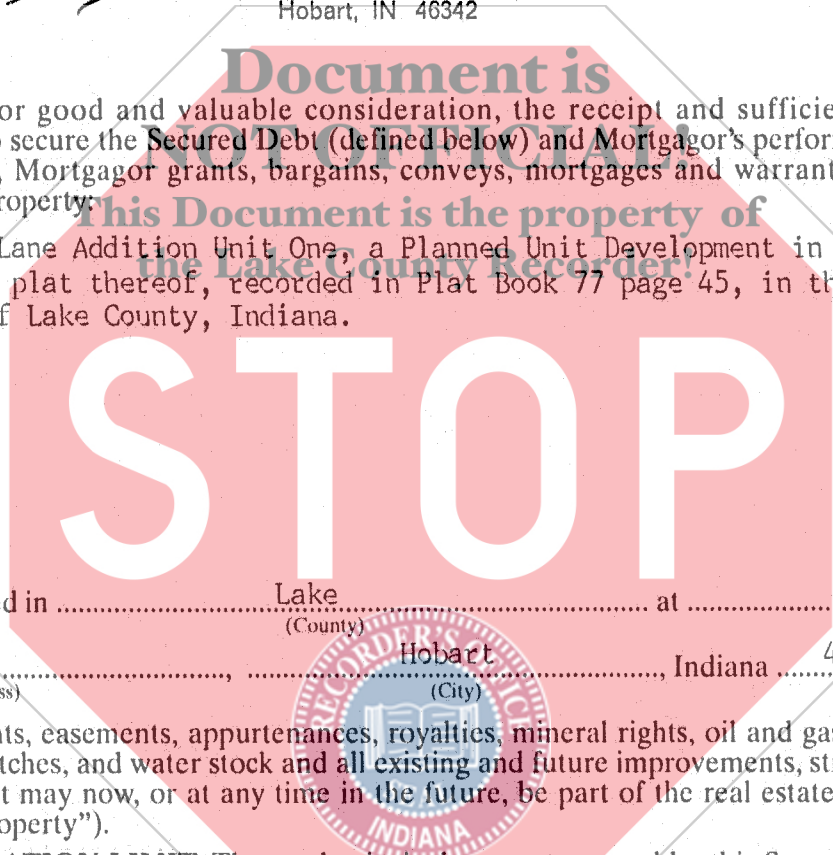 Hobart, IN 46342
Document is
or good and valuable consideration, the receipt and sufficie
secure the Secured Debt (defined below) and Mortgagor's perfor
NOT OFFICIAL!
, Mortgagor grants, bargains, conveys, mortgages and warrant
roperty:
This Document is the property of
Lane Addition Unit One, a Planned Unit Development in
the Lake County Recorder!
plat thereof, recorded in Plat Book 77 page 45, in th
f Lake County, Indiana.
STOP
d in ........ Lake ........ at ........
(County)
........, ........ Hobart ........, Indiana ........ 4
ss) (City)
nts, easements, appurtenances, royalties, mineral rights, oil and gas
tches, and water stock and all existing and future improvements, st
t may now, or at any time in the future, be part of the real estate
operty").
RECORDER'S OFFICE
INDIANA